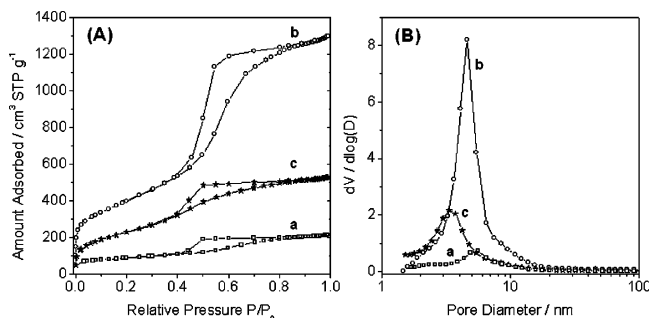 (A)
Amount Adsorbed / cm³ STP g⁻¹
1400
1200
1000
800
600
400
200
0
b
c
a
0.0 0.2 0.4 0.6 0.8 1.0
Relative Pressure P/P₀
(B)
dV / dlog(D)
8
6
4
2
0
b
c
a
1 10 100
Pore Diameter / nm